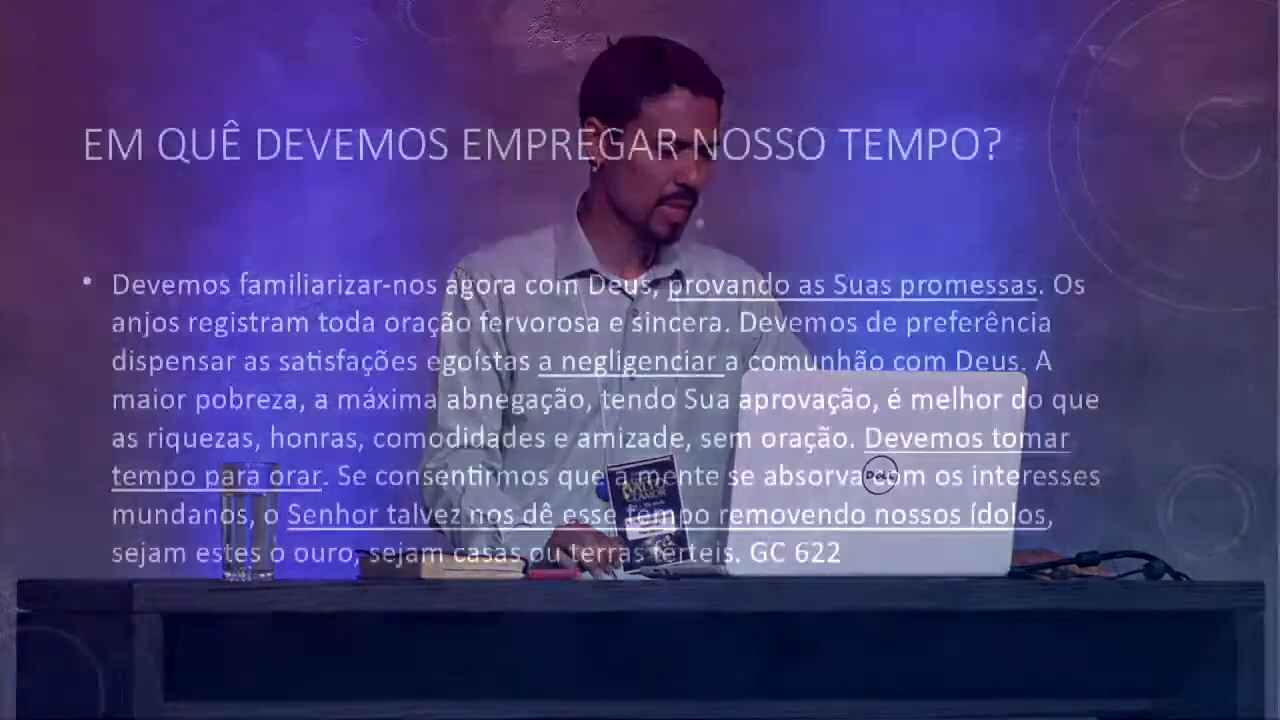 EM QUÊ DEVEMOS EMPREGAR NOSSO TEMPO?
• Devemos familiarizar-nos agora com Deus, provando as Suas promessas. Os
anjos registram toda oração fervorosa e sincera. Devemos de preferência
dispensar as satisfações egoístas a negligenciar a comunhão com Deus. A
maior pobreza, a máxima abnegação, tendo Sua aprovação, é melhor do que
as riquezas, honras, comodidades e amizade, sem oração. Devemos tomar
tempo para orar. Se consentirmos que a mente se absorva com os interesses
mundanos, o Senhor talvez nos dê esse tempo removendo nossos ídolos,
sejam estes o ouro, sejam casas ou terras férteis. GC 622
DELL
CLAMOR